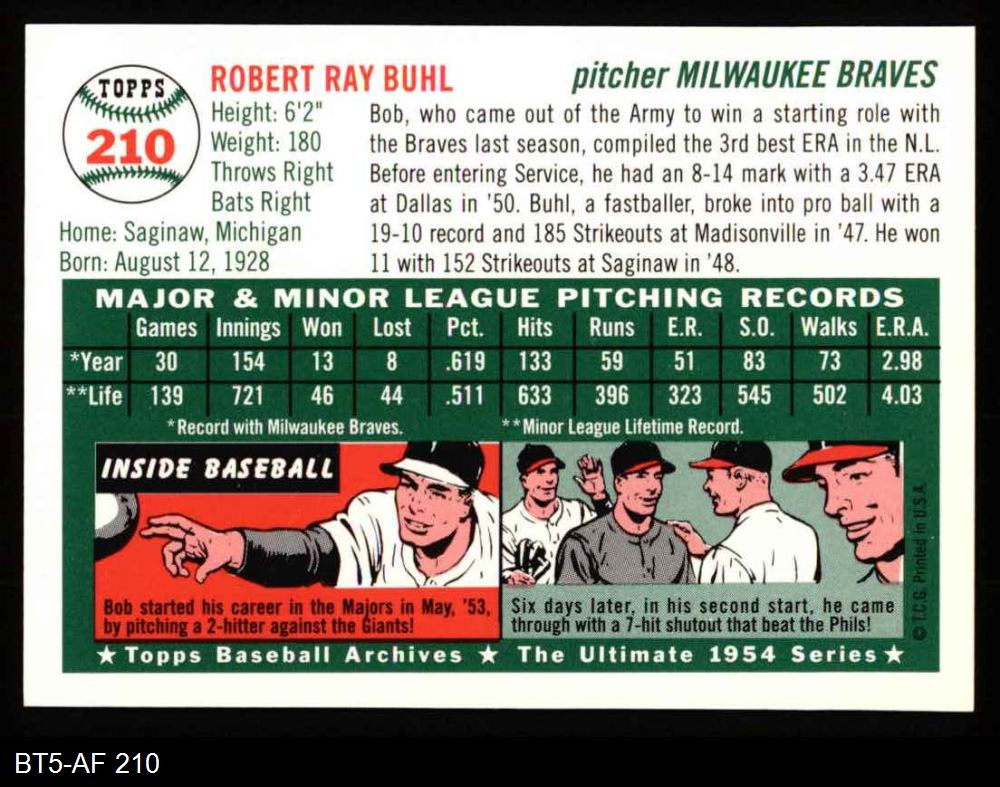 TOPPS
210
ROBERT RAY BUHL
pitcher MILWAUKEE BRAVES
Height: 6'2"
Weight: 180
Throws Right
Bats Right
Home: Saginaw, Michigan
Born: August 12, 1928
Bob, who came out of the Army to win a starting role with
the Braves last season, compiled the 3rd best ERA in the N.L.
Before entering Service, he had an 8-14 mark with a 3.47 ERA
at Dallas in '50. Buhl, a fastballer, broke into pro ball with a
19-10 record and 185 Strikeouts at Madisonville in '47. He won
11 with 152 Strikeouts at Saginaw in '48.
MAJOR & MINOR LEAGUE PITCHING RECORDS
Games Innings Won Lost Pct. Hits Runs E.R. S.O. Walks E.R.A.
*Year 30 154 13 8 .619 133 59 51 83 73 2.98
**Life 139 721 46 44 .511 633 396 323 545 502 4.03
*Record with Milwaukee Braves. **Minor League Lifetime Record.
INSIDE BASEBALL
Bob started his career in the Majors in May, '53,
by pitching a 2-hitter against the Giants!
Six days later, in his second start, he came
through with a 7-hit shutout that beat the Phils!
© T.C.G. Printed in U.S.A.
★ Topps Baseball Archives ★ The Ultimate 1954 Series ★
BT5-AF 210